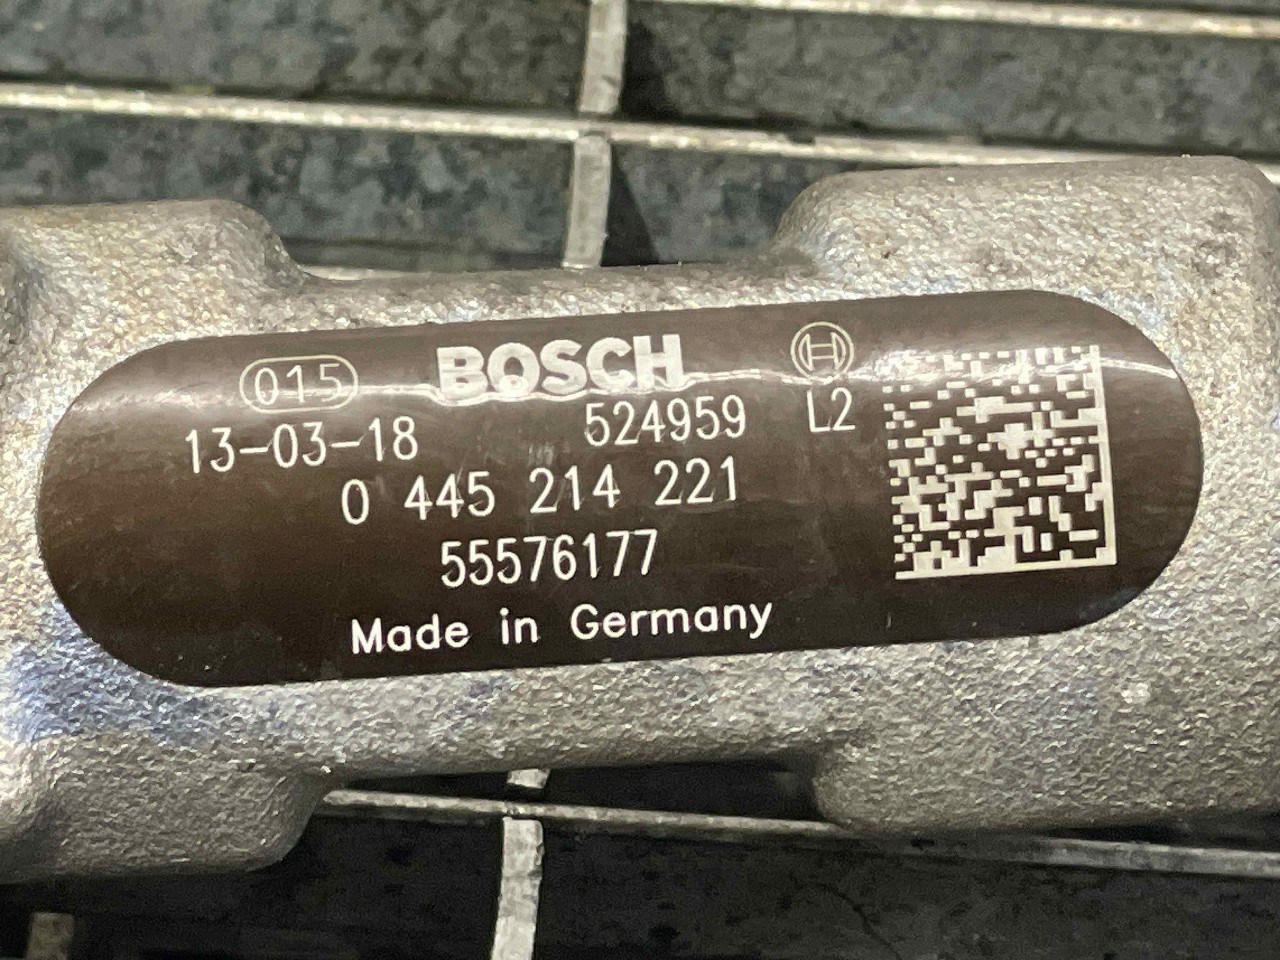 015 BOSCH
13-03-18 524959 L2
0 445 214 221
55576177
Made in Germany